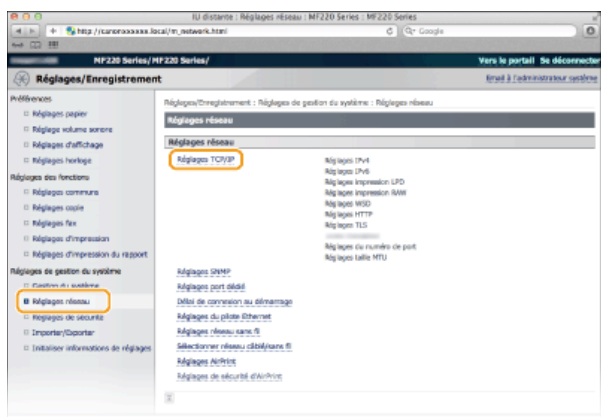 IU distante : Réglages réseau : MF220 Series : MF220 Series
Google
MF220 Series/MF220 Series/
Vers le portail Se déconnecter
Réglages/Enregistrement
Email à l'administrateur système
Préférences
Réglages papier
Réglage volume sonore
Réglages d'affichage
Réglages horloge
Réglages des fonctions
Réglages communs
Réglages copie
Réglages fax
Réglages d'impression
Réglages d'impression du rapport
Réglages de gestion du système
Gestion du système
Réglages réseau
Réglages de sécurité
Importer/Exporter
Initialiser informations de réglages
Réglages/Enregistrement : Réglages de gestion du système : Réglages réseau
Réglages réseau
Réglages réseau
Réglages TCP/IP
Réglages IPv4
Réglages IPv6
Réglages impression LPD
Réglages impression RAW
Réglages WSD
Réglages HTTP
Réglages TLS
Réglages du numéro de port
Réglages taille MTU
Réglages SNMP
Réglages port dédié
Délai de connexion au démarrage
Réglages du pilote Ethernet
Réglages réseau sans fil
Sélectionner réseau câblé/sans fil
Réglages AirPrint
Réglages de sécurité d'AirPrint